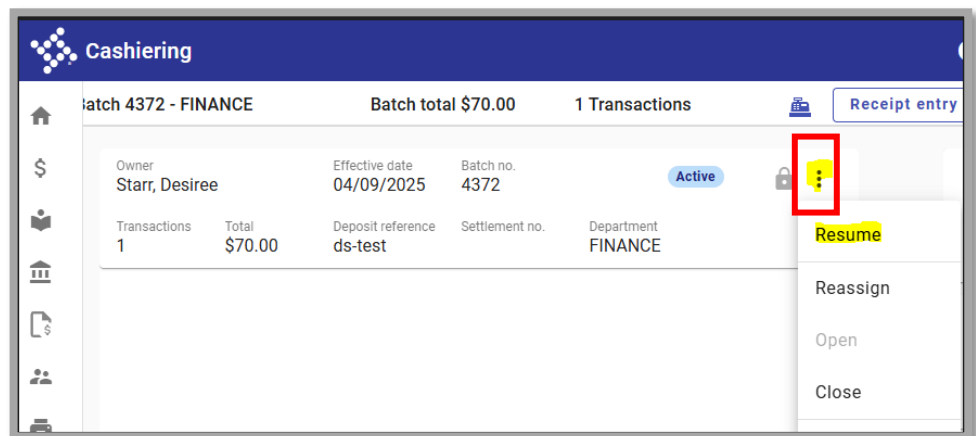 Cashiering
Batch 4372 - FINANCE Batch total $70.00 1 Transactions Receipt entry
Owner Effective date Batch no.
Starr, Desiree 04/09/2025 4372 Active
Transactions Total Deposit reference Settlement no. Department
1 $70.00 ds-test FINANCE
Resume
Reassign
Open
Close